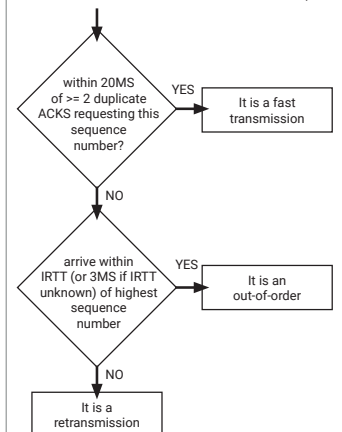 within 20MS
of >= 2 duplicate
ACKS requesting this
sequence
number?
YES
It is a fast
transmission
NO
arrive within
IRTT (or 3MS if IRTT
unknown) of highest
sequence
number
YES
It is an
out-of-order
NO
It is a
retransmission